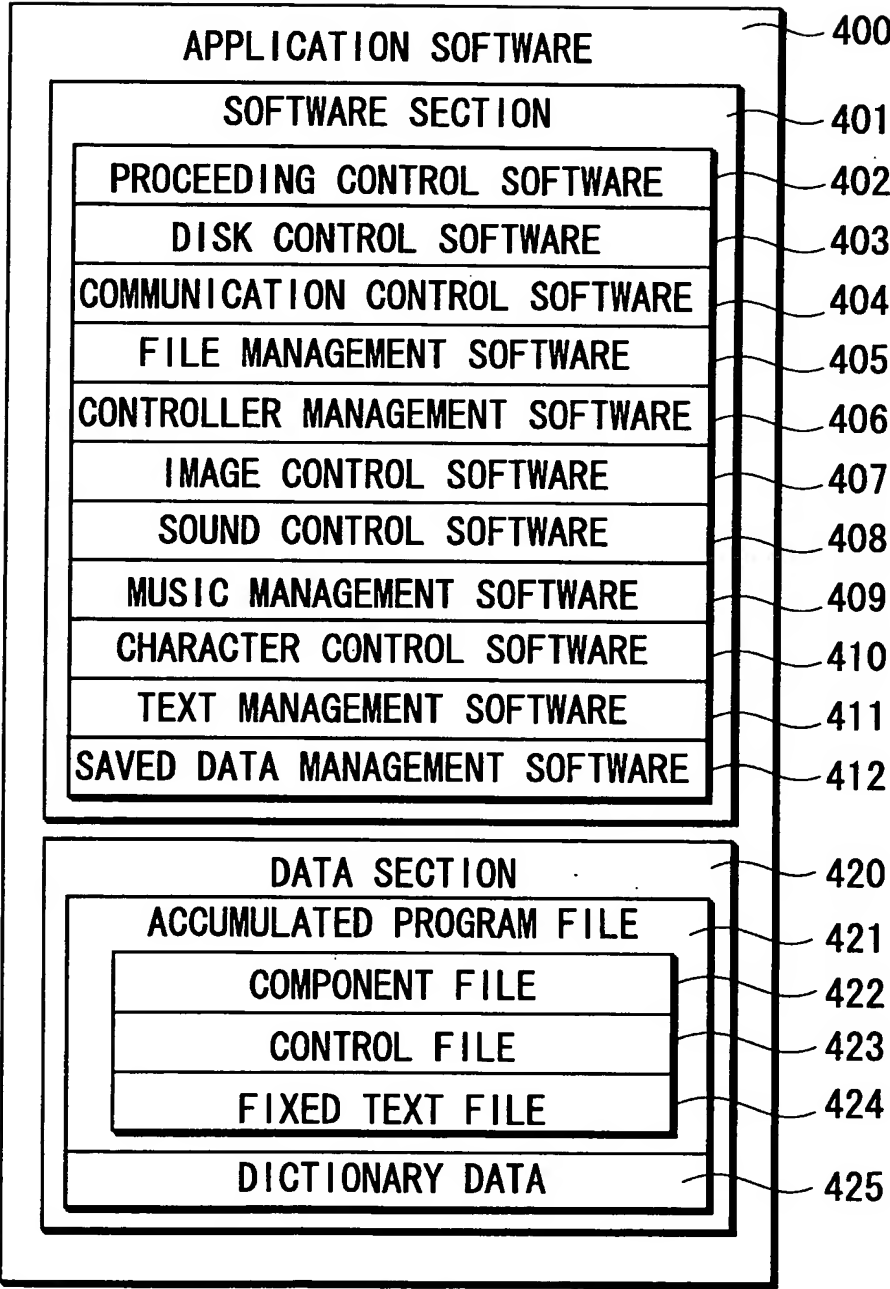 APPLICATION SOFTWARE 400
SOFTWARE SECTION 401
PROCEEDING CONTROL SOFTWARE 402
DISK CONTROL SOFTWARE 403
COMMUNICATION CONTROL SOFTWARE 404
FILE MANAGEMENT SOFTWARE 405
CONTROLLER MANAGEMENT SOFTWARE 406
IMAGE CONTROL SOFTWARE 407
SOUND CONTROL SOFTWARE 408
MUSIC MANAGEMENT SOFTWARE 409
CHARACTER CONTROL SOFTWARE 410
TEXT MANAGEMENT SOFTWARE 411
SAVED DATA MANAGEMENT SOFTWARE 412
DATA SECTION 420
ACCUMULATED PROGRAM FILE 421
COMPONENT FILE 422
CONTROL FILE 423
FIXED TEXT FILE 424
DICTIONARY DATA 425